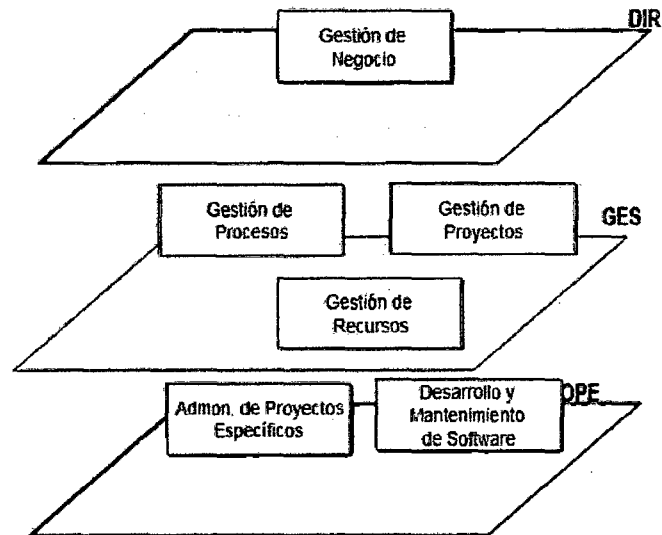 DIR
Gestión de
Negocio
Gestión de
Procesos
Gestión de
Proyectos
GES
Gestión de
Recursos
Admon. de Proyectos
Específicos
Desarrollo y
Mantenimiento
de Software
OPE